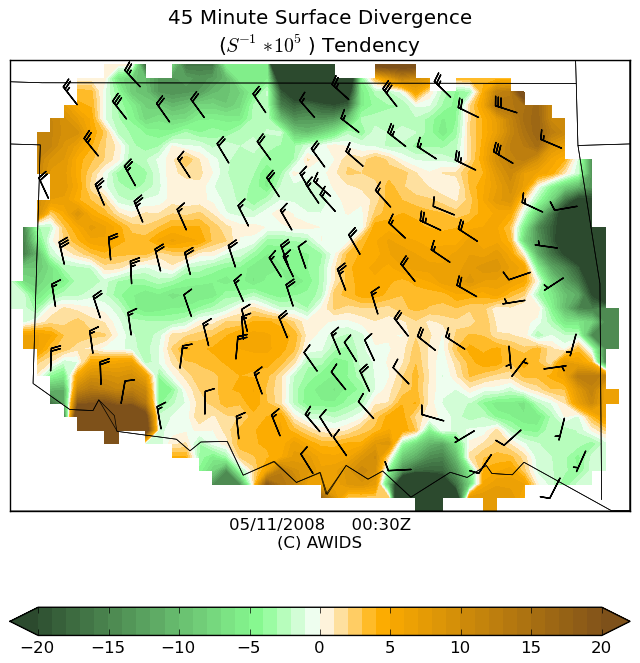 45 Minute Surface Divergence
(S⁻¹ *10⁵ ) Tendency
05/11/2008 00:30Z
(C) AWIDS
−20 −15 −10 −5 0 5 10 15 20